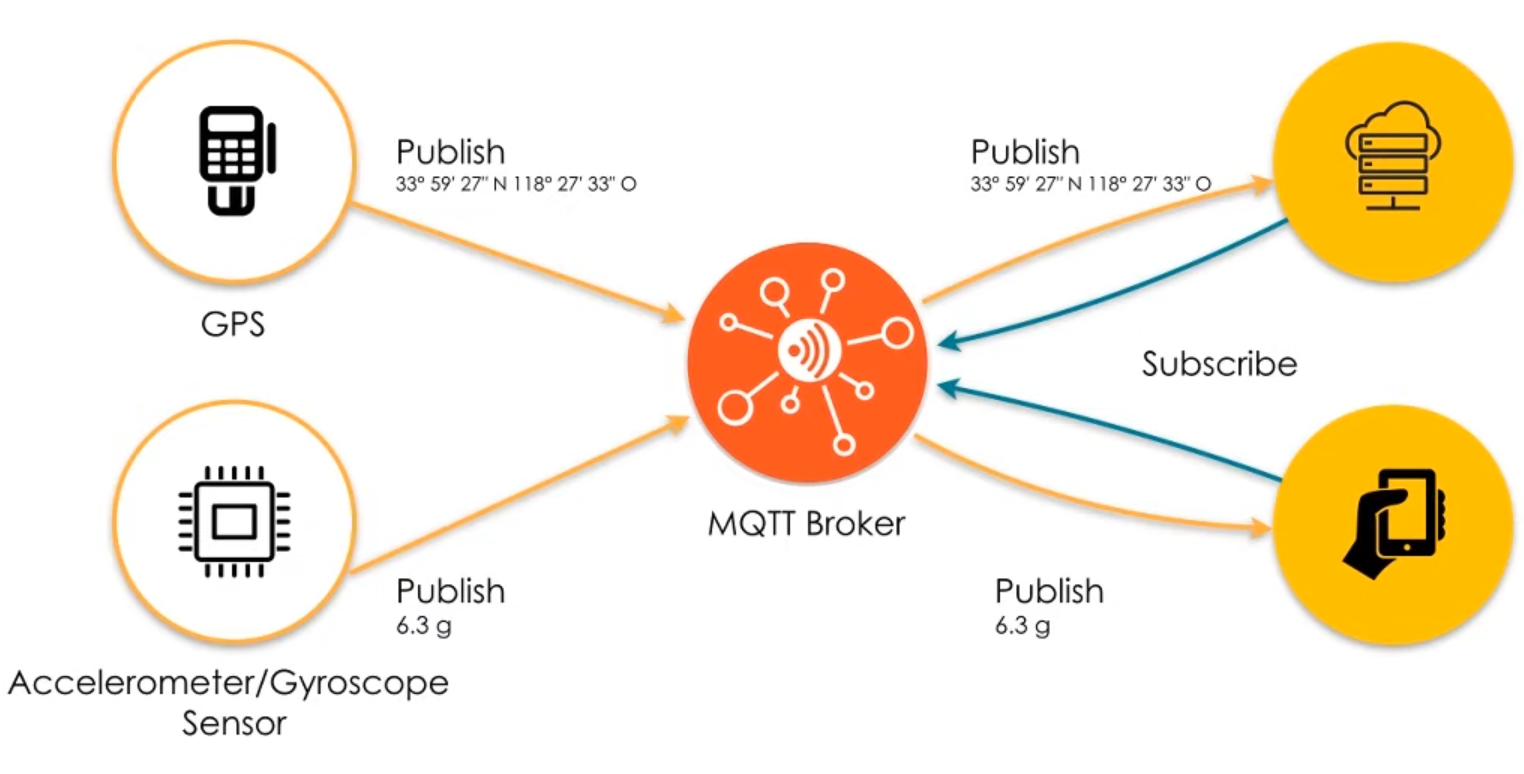 Publish
33° 59' 27" N 118° 27' 33" O
Publish
33° 59' 27" N 118° 27' 33" O
GPS
Subscribe
MQTT Broker
Publish
6.3 g
Publish
6.3 g
Accelerometer/Gyroscope
Sensor